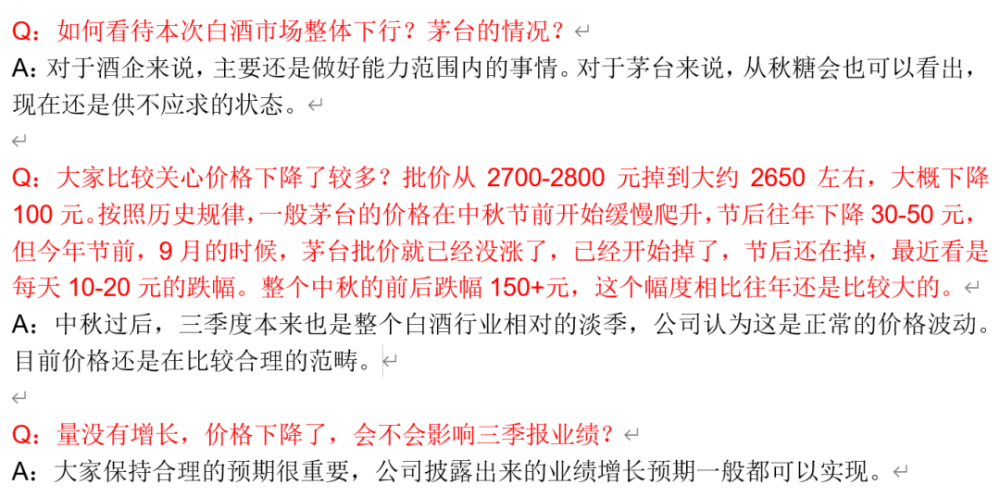 Q：如何看待本次白酒市场整体下行？茅台的情况？
A：对于酒企来说，主要还是做好能力范围内的事情。对于茅台来说，从秋糖会也可以看出，
现在还是供不应求的状态。
Q：大家比较关心价格下降了较多？批价从 2700-2800 元掉到大约 2650 左右，大概下降
100 元。按照历史规律，一般茅台的价格在中秋节前开始缓慢爬升，节后往年下降 30-50 元，
但今年节前，9 月的时候，茅台批价就已经没涨了，已经开始掉了，节后还在掉，最近看是
每天 10-20 元的跌幅。整个中秋的前后跌幅 150+元，这个幅度相比往年还是比较大的。
A：中秋过后，三季度本来也是整个白酒行业相对的淡季，公司认为这是正常的价格波动。
目前价格还是在比较合理的范畴。
Q：量没有增长，价格下降了，会不会影响三季报业绩？
A：大家保持合理的预期很重要，公司披露出来的业绩增长预期一般都可以实现。